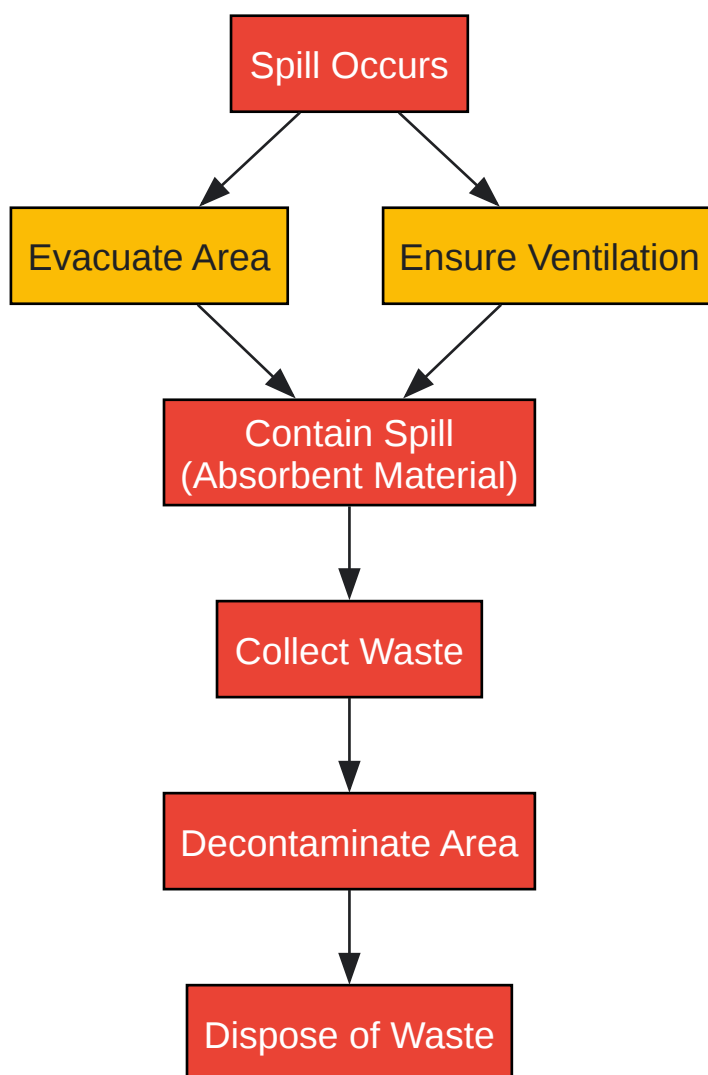 Spill Occurs
Evacuate Area
Ensure Ventilation
Contain Spill
(Absorbent Material)
Collect Waste
Decontaminate Area
Dispose of Waste